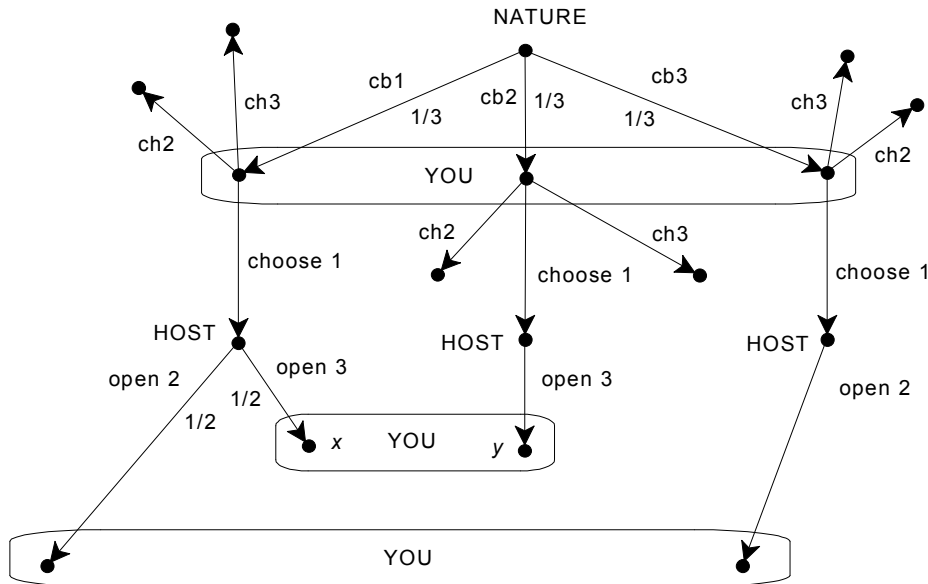 NATURE
cb1
cb2
cb3
1/3
1/3
1/3
ch3
ch2
ch3
ch2
YOU
ch2
ch3
choose 1
choose 1
choose 1
HOST
HOST
HOST
open 2
open 3
open 3
open 2
1/2
1/2
x
YOU
y
YOU